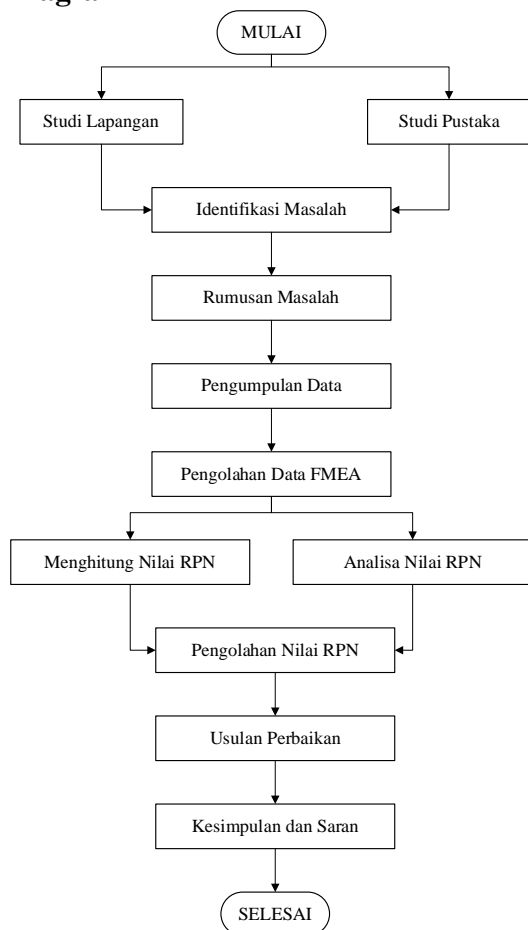 MULAI
Studi Lapangan
Studi Pustaka
Identifikasi Masalah
Rumusan Masalah
Pengumpulan Data
Pengolahan Data FMEA
Menghitung Nilai RPN
Analisa Nilai RPN
Pengolahan Nilai RPN
Usulan Perbaikan
Kesimpulan dan Saran
SELESAI